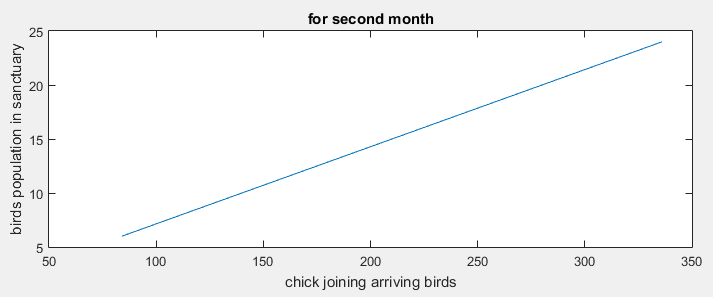 for second month
birds population in sanctuary
25
20
15
10
5
50 100 150 200 250 300 350
chick joining arriving birds